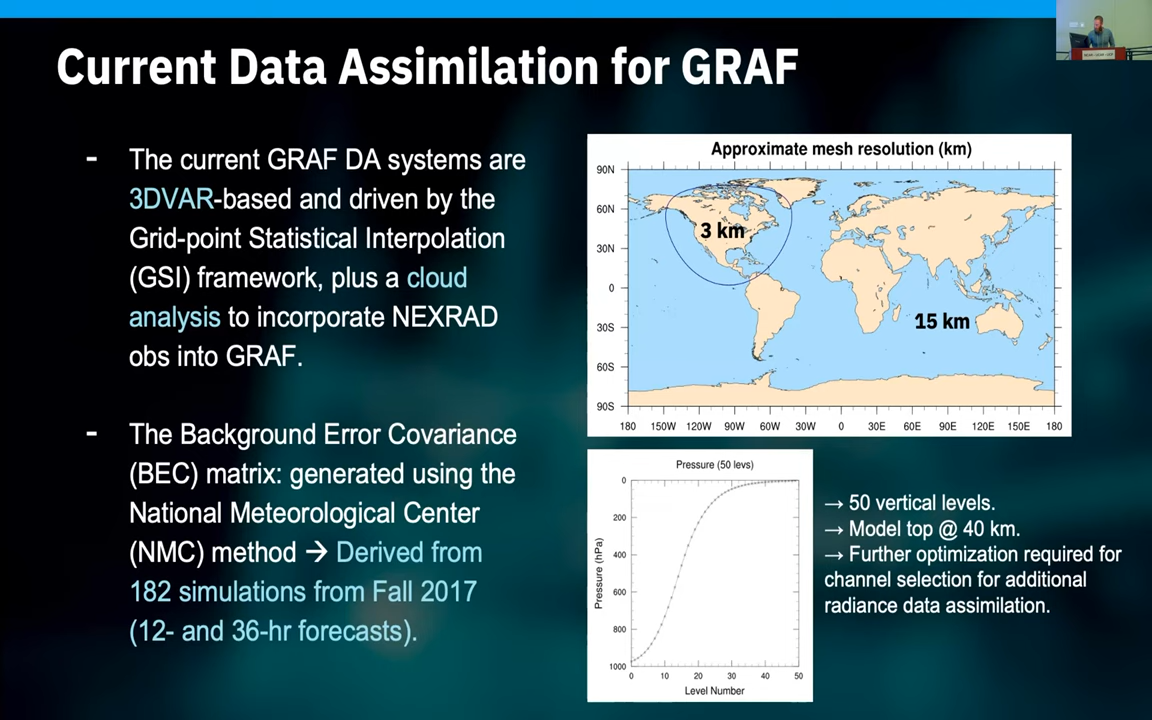 Current Data Assimilation for GRAF
- The current GRAF DA systems are
3DVAR-based and driven by the
Grid-point Statistical Interpolation
(GSI) framework, plus a cloud
analysis to incorporate NEXRAD
obs into GRAF.
- The Background Error Covariance
(BEC) matrix: generated using the
National Meteorological Center
(NMC) method → Derived from
182 simulations from Fall 2017
(12- and 36-hr forecasts).
Approximate mesh resolution (km)
90N
60N
30N
0
30S
60S
90S
3 km
15 km
180 150W 120W 90W 60W 30W 0 30E 60E 90E 120E 150E 180
Pressure (50 levs)
Pressure (hPa)
0
200
400
600
800
1000
0 10 20 30 40 50
Level Number
→ 50 vertical levels.
→ Model top @ 40 km.
→ Further optimization required for
channel selection for additional
radiance data assimilation.